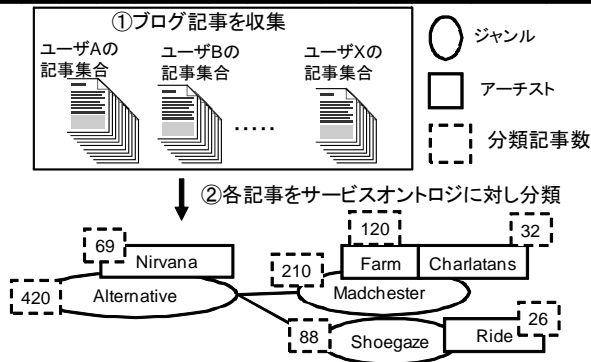 ①ブログ記事を収集
ユーザAの
記事集合
ユーザBの
記事集合
ユーザXの
記事集合
.....
ジャンル
アーチスト
分類記事数
②各記事をサービスオントロジに対し分類
69
Nirvana
420
Alternative
120
32
Farm
Charlatans
210
Madchester
88
Shoegaze
Ride
26